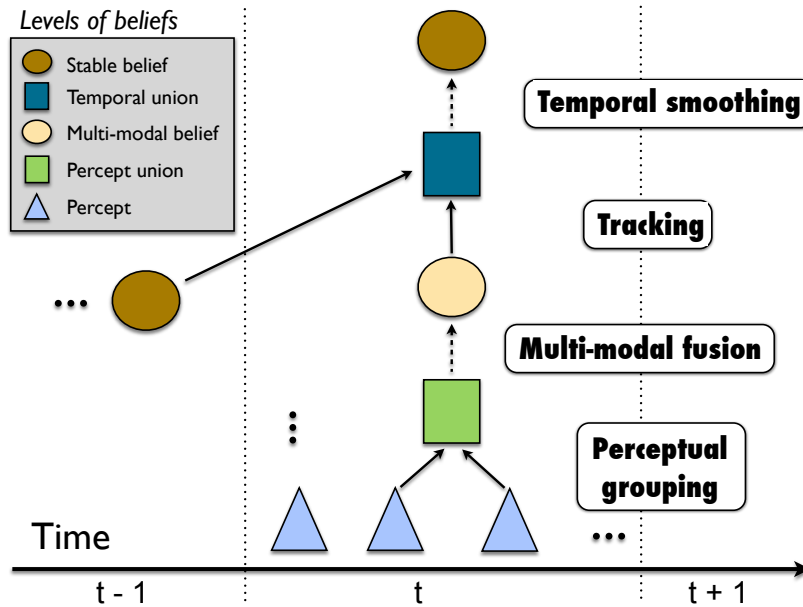 Levels of beliefs
Stable belief
Temporal union
Multi-modal belief
Percept union
Percept
Temporal smoothing
Tracking
...
Multi-modal fusion
...
Perceptual
grouping
...
Time
t - 1
t
t + 1